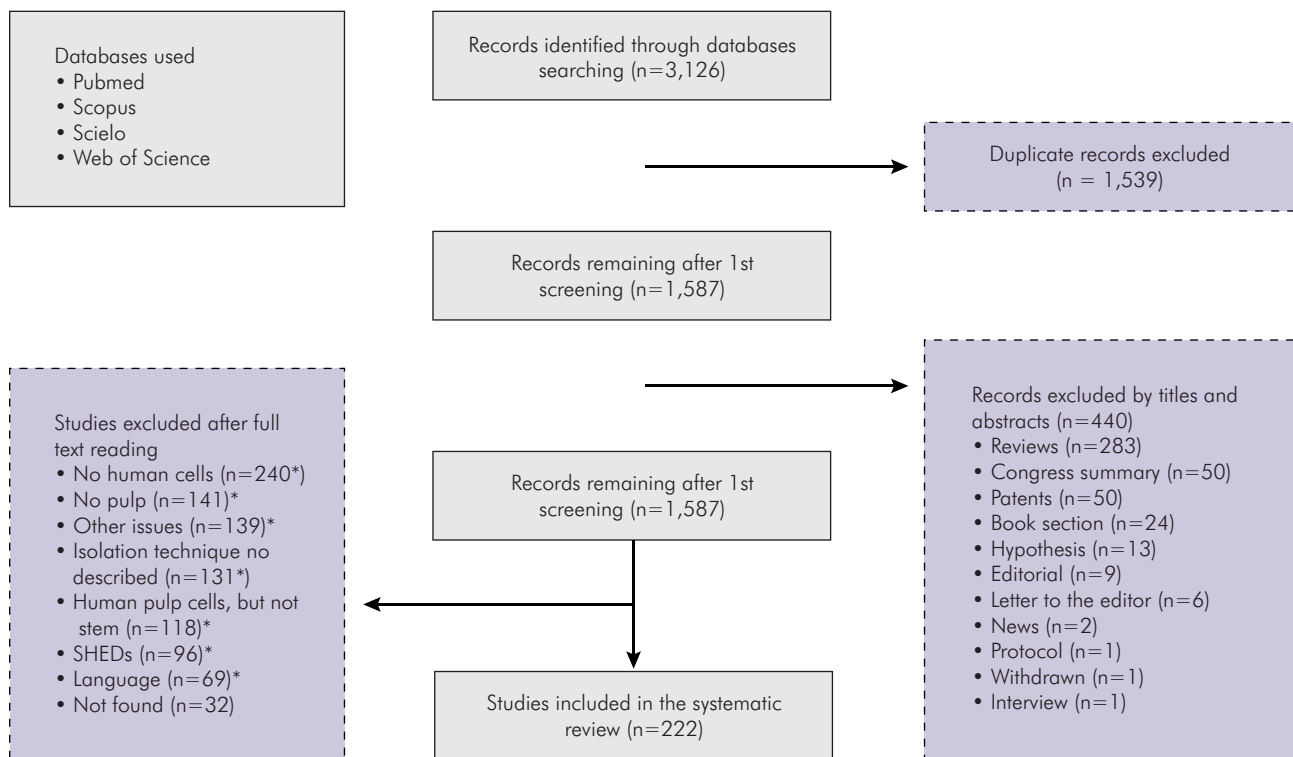 Databases used
• Pubmed
• Scopus
• Scielo
• Web of Science
Records identified through databases
searching (n=3,126)
Duplicate records excluded
(n = 1,539)
Records remaining after 1st
screening (n=1,587)
Records excluded by titles and
abstracts (n=440)
• Reviews (n=283)
• Congress summary (n=50)
• Patents (n=50)
• Book section (n=24)
• Hypothesis (n=13)
• Editorial (n=9)
• Letter to the editor (n=6)
• News (n=2)
• Protocol (n=1)
• Withdrawn (n=1)
• Interview (n=1)
Records remaining after 1st
screening (n=1,587)
Studies excluded after full
text reading
• No human cells (n=240*)
• No pulp (n=141)*
• Other issues (n=139)*
• Isolation technique no
described (n=131*)
• Human pulp cells, but not
stem (n=118)*
• SHEDs (n=96)*
• Language (n=69)*
• Not found (n=32)
Studies included in the systematic
review (n=222)